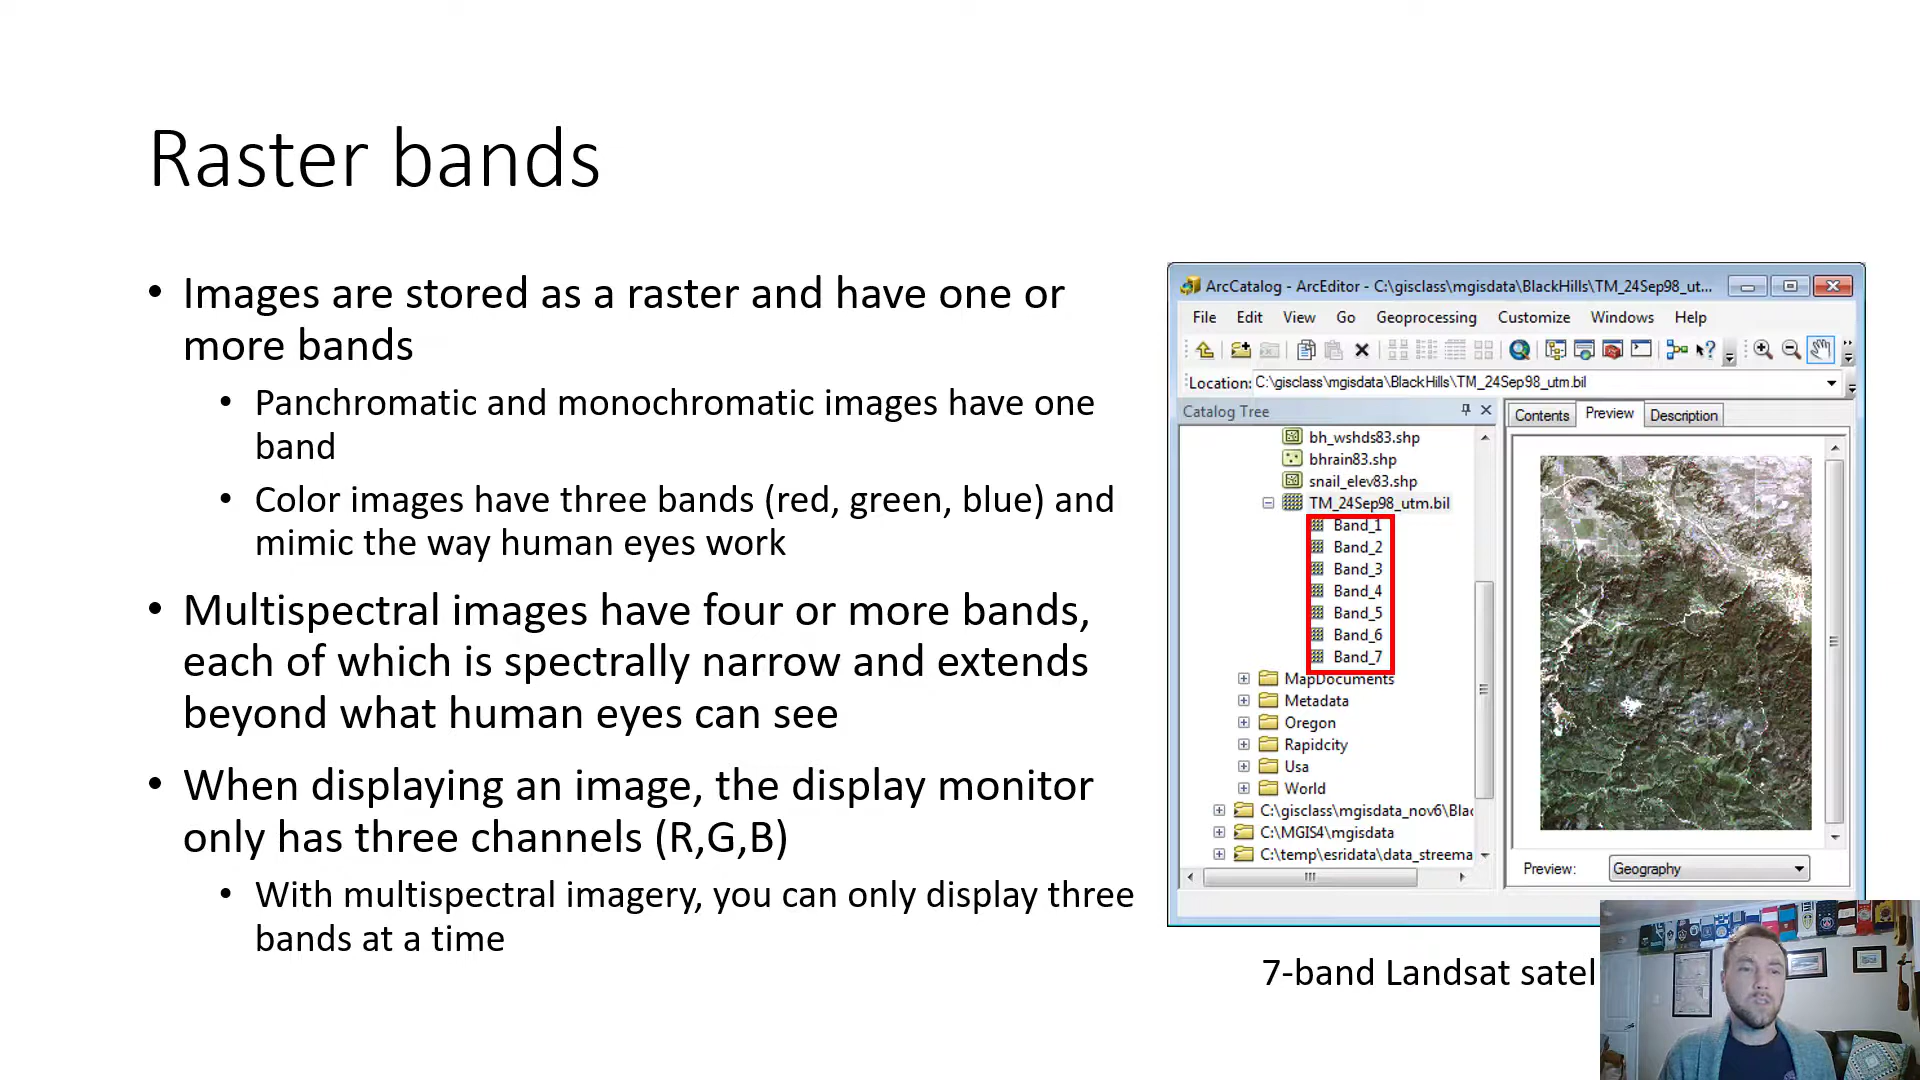 Raster bands
• Images are stored as a raster and have one or
more bands
• Panchromatic and monochromatic images have one
band
• Color images have three bands (red, green, blue) and
mimic the way human eyes work
• Multispectral images have four or more bands,
each of which is spectrally narrow and extends
beyond what human eyes can see
• When displaying an image, the display monitor
only has three channels (R,G,B)
• With multispectral imagery, you can only display three
bands at a time
ArcCatalog - ArcEditor - C:\gisclass\mgisdata\BlackHills\TM_24Sep98_ut...
File Edit View Go Geoprocessing Customize Windows Help
Location: C:\gisclass\mgisdata\BlackHills\TM_24Sep98_utm.bil
Catalog Tree
bh_wshds83.shp
bhrain83.shp
snail_elev83.shp
TM_24Sep98_utm.bil
Band_1
Band_2
Band_3
Band_4
Band_5
Band_6
Band_7
MapDocuments
Metadata
Oregon
Rapidcity
Usa
World
C:\gisclass\mgisdata_nov6\Blac
C:\MGIS4\mgisdata
C:\temp\esridata\data_streema
Contents Preview Description
Preview: Geography
7-band Landsat satel